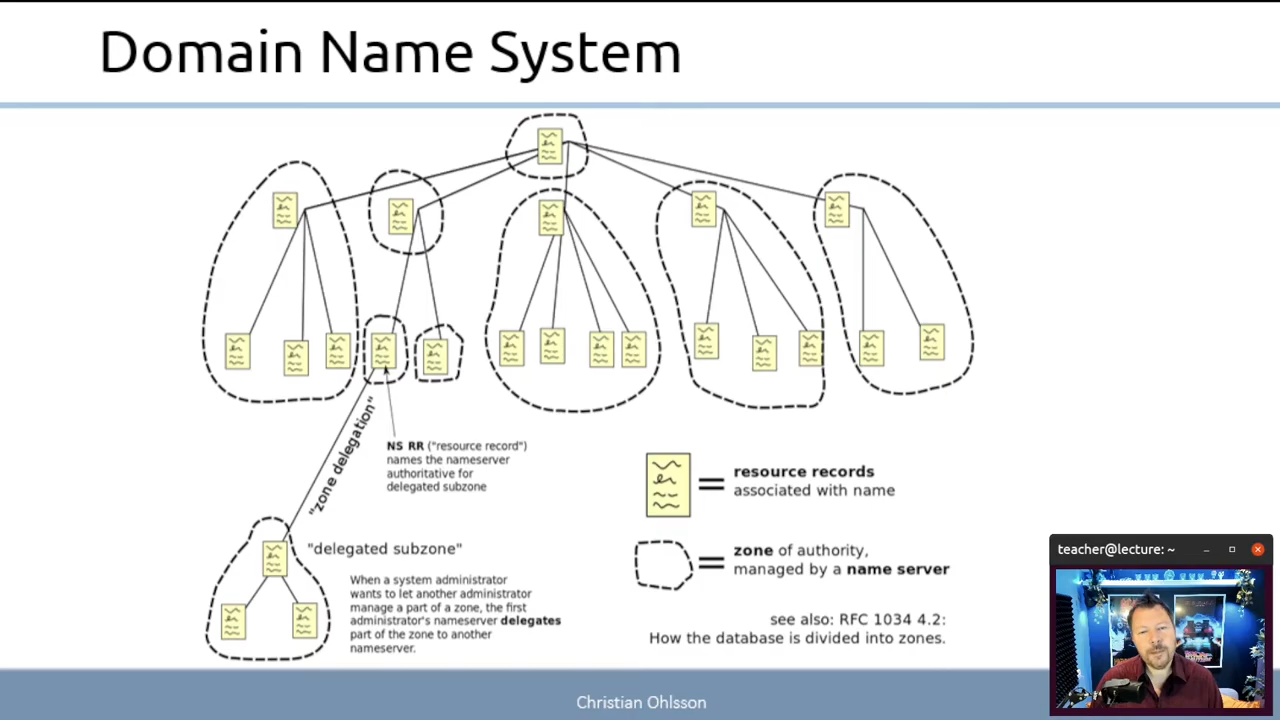 Domain Name System
"zone delegation"
NS RR ("resource record")
names the nameserver
authoritative for
delegated subzone
resource records
associated with name
"delegated subzone"
zone of authority,
managed by a name server
When a system administrator
wants to let another administrator
manage a part of a zone, the first
administrator's nameserver delegates
part of the zone to another
nameserver.
see also: RFC 1034 4.2:
How the database is divided into zones.
teacher@lecture: ~
Christian Ohlsson